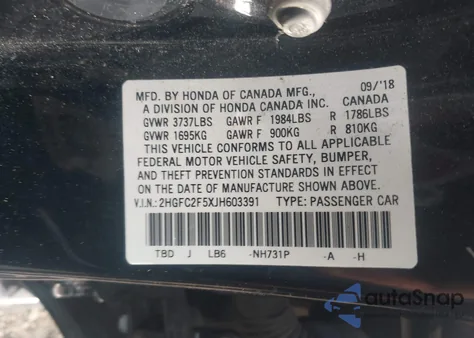 MFD. BY HONDA OF CANADA MFG., 09/'18
A DIVISION OF HONDA CANADA INC. CANADA
GVWR 3737LBS GAWR F 1984LBS R 1786LBS
GVWR 1695KG GAWR F 900KG R 810KG
THIS VEHICLE CONFORMS TO ALL APPLICABLE
FEDERAL MOTOR VEHICLE SAFETY, BUMPER,
AND THEFT PREVENTION STANDARDS IN EFFECT
ON THE DATE OF MANUFACTURE SHOWN ABOVE.
V.I.N.: 2HGFC2F5XJH603391 TYPE: PASSENGER CAR
TBD J LB6 -NH731P -A -H
autoSnap